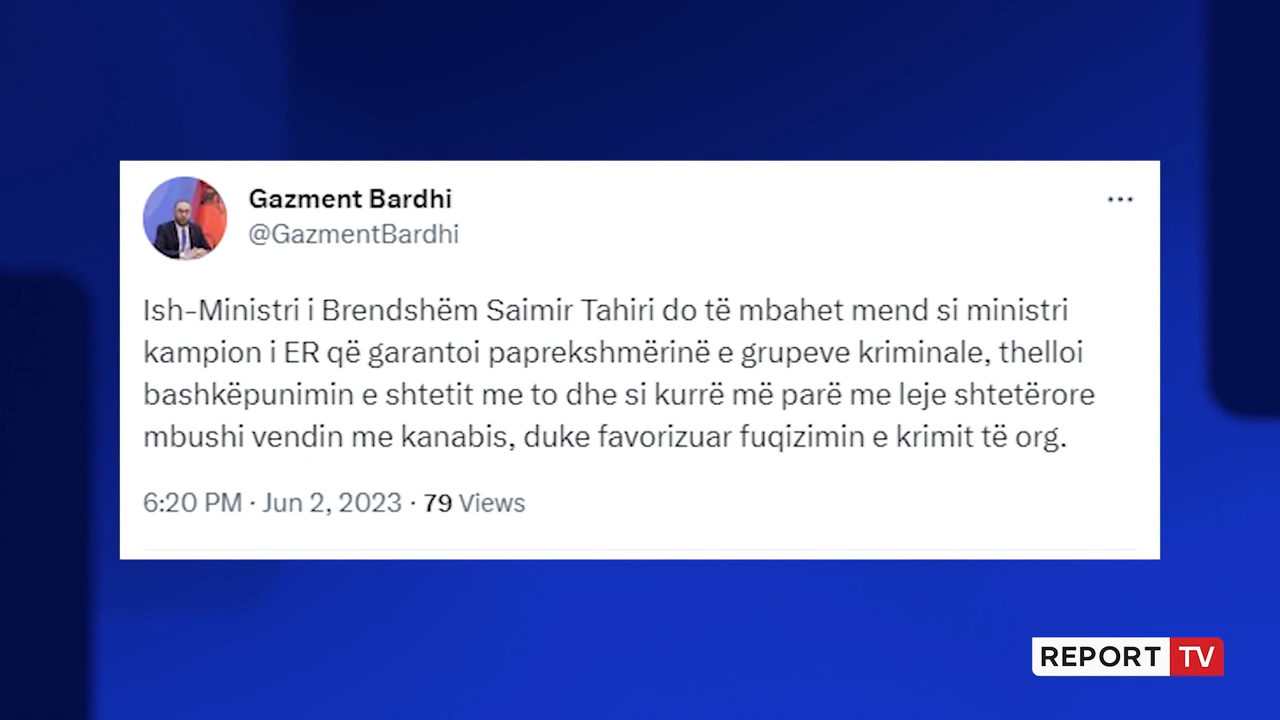 Gazment Bardhi
@GazmentBardhi
Ish-Ministri i Brendshëm Saimir Tahiri do të mbahet mend si ministri
kampion i ER që garantoi paprekshmërinë e grupeve kriminale, thelloi
bashkëpunimin e shtetit me to dhe si kurrë më parë me leje shtetërore
mbushi vendin me kanabis, duke favorizuar fuqizimin e krimit të org.
6:20 PM · Jun 2, 2023 · 79 Views
REPORT TV